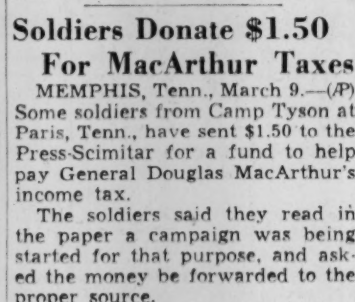 Soldiers Donate $1.50
For MacArthur Taxes
MEMPHIS, Tenn., March 9.—(AP)
Some soldiers from Camp Tyson at
Paris, Tenn., have sent $1.50 to the
Press-Scimitar for a fund to help
pay General Douglas MacArthur's
income tax.
The soldiers said they read in
the paper a campaign was being
started for that purpose, and ask-
ed the money be forwarded to the
proper source.